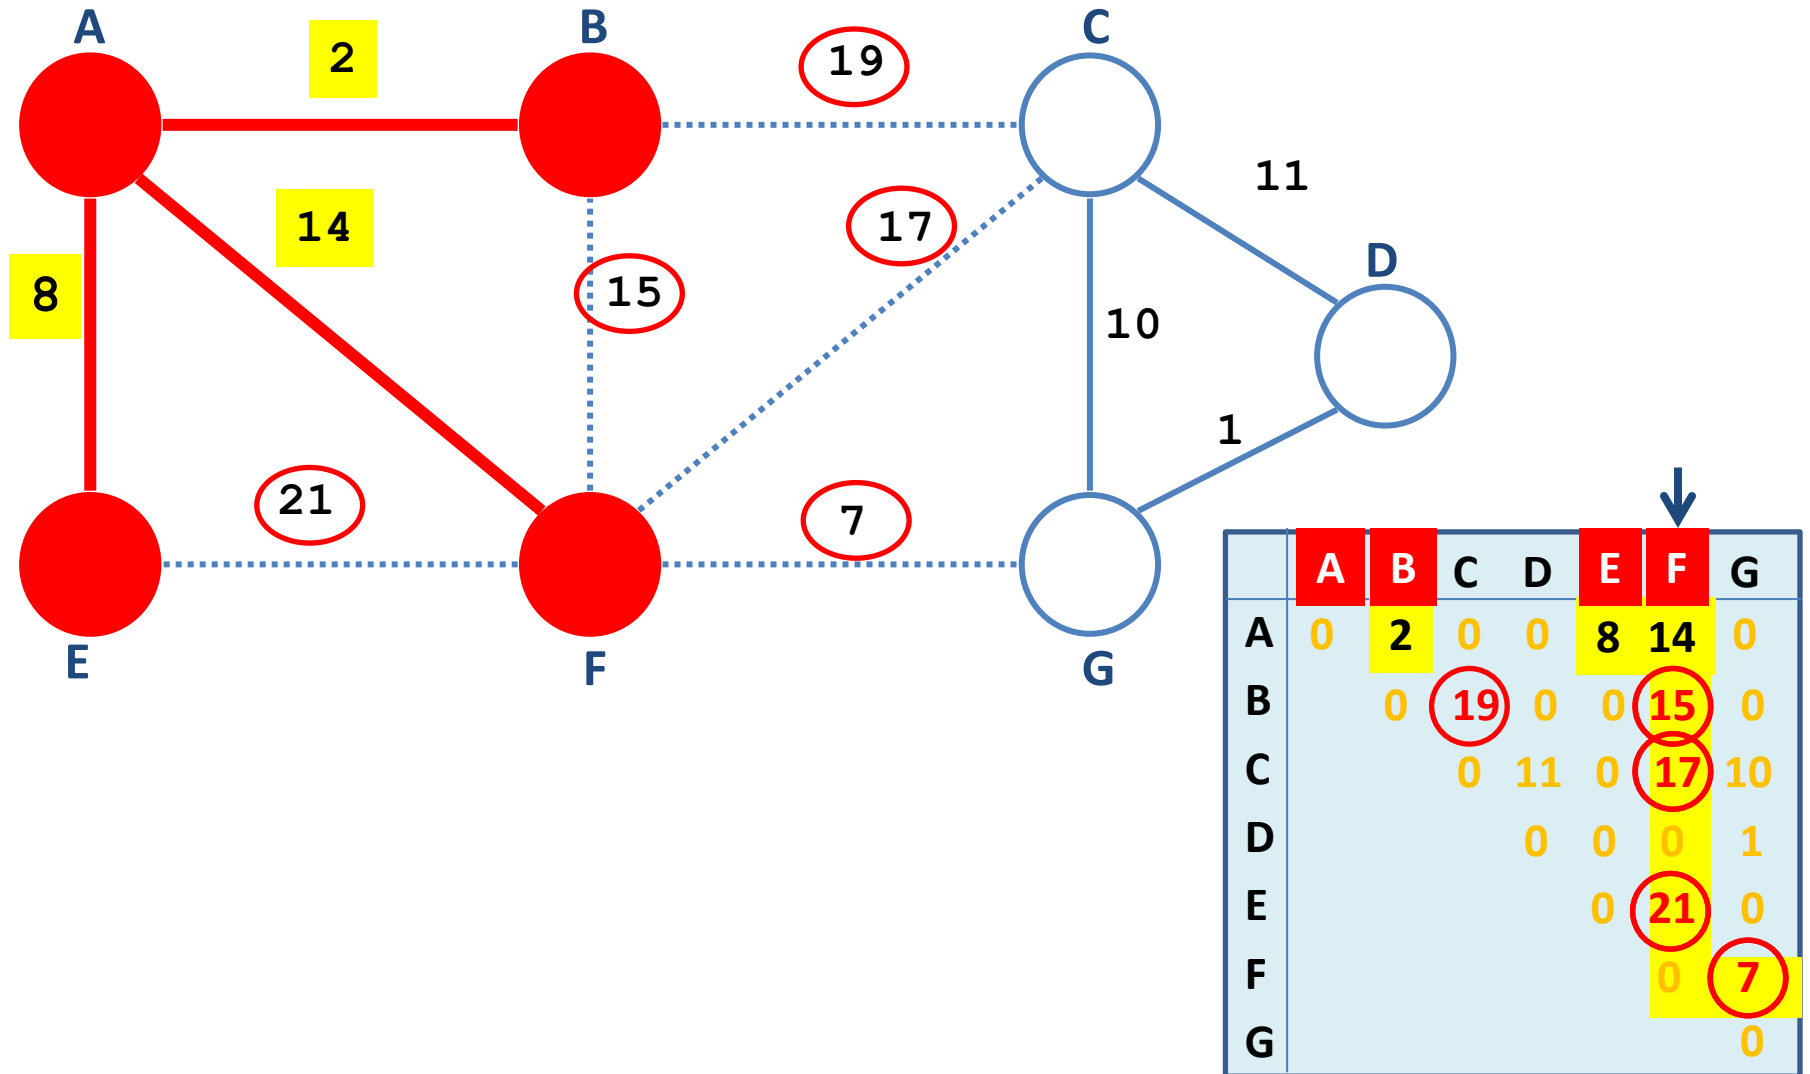 A B C
2 19
14 17 11
8 15 D
10
1
21 7
E F G
A B C D E F G
A 0 2 0 0 8 14 0
B 0 19 0 0 15 0
C 0 11 0 17 10
D 0 0 0 1
E 0 21 0
F 0 7
G 0